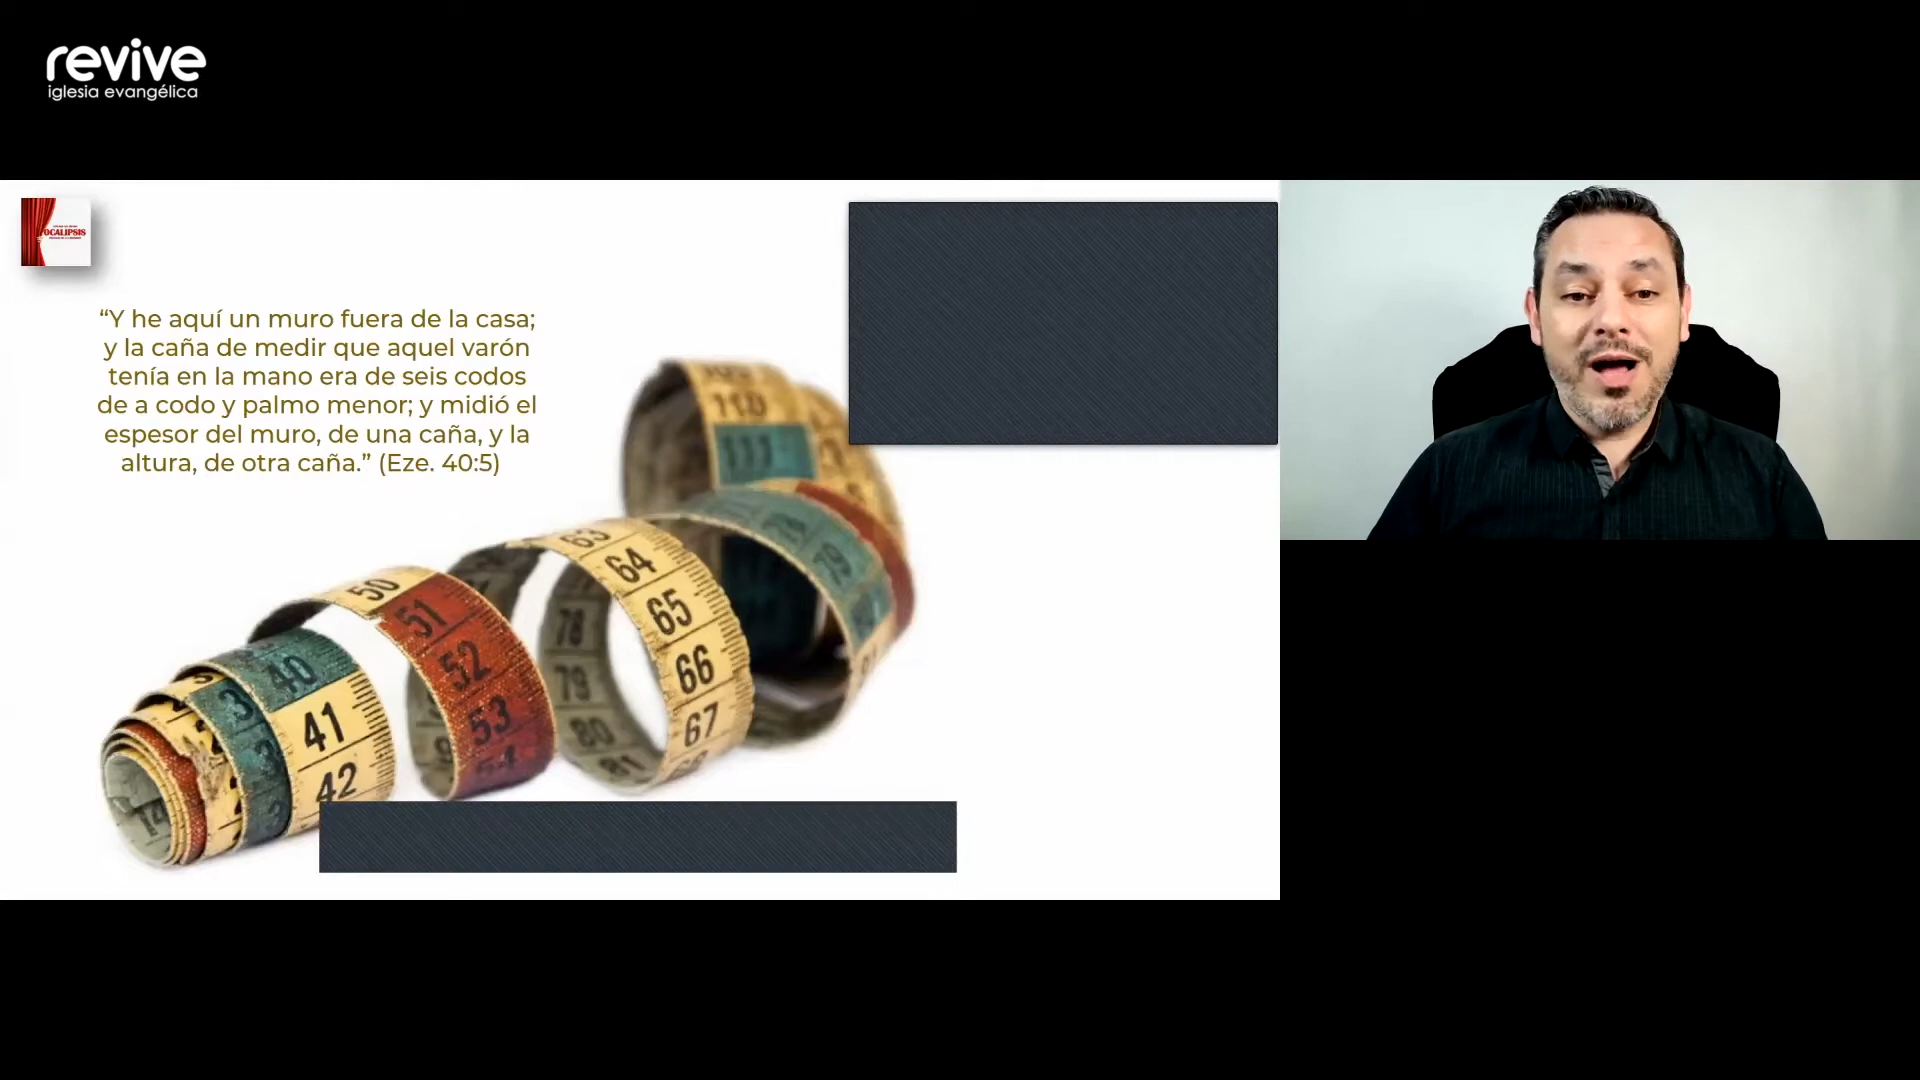 revive
iglesia evangélica
OCALIPSIS
“Y he aquí un muro fuera de la casa;
y la caña de medir que aquel varón
tenía en la mano era de seis codos
de a codo y palmo menor; y midió el
espesor del muro, de una caña, y la
altura, de otra caña.” (Eze. 40:5)
110
111
63
64
50
65
51
78
52
66
40
79
41
53
67
80
42
54
81